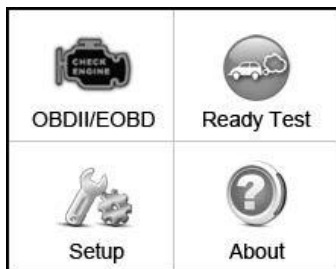 CHECK
ENGINE
OBDII/EOBD
Ready Test
Setup
About